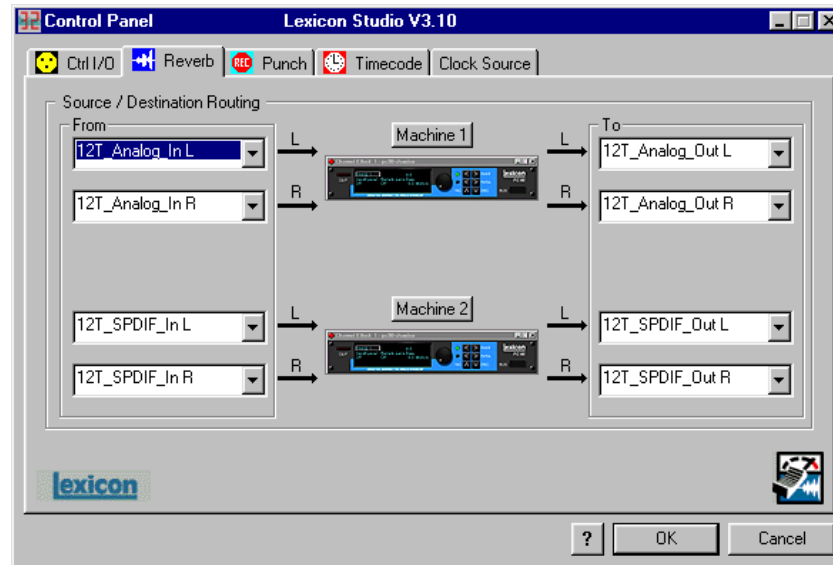 Control Panel Lexicon Studio V3.10
Ctrl I/O Reverb REC Punch Timecode Clock Source
Source / Destination Routing
From To
12T_Analog_In L L Machine 1 L 12T_Analog_Out L
12T_Analog_In R R R 12T_Analog_Out R
12T_SPDIF_In L L Machine 2 L 12T_SPDIF_Out L
12T_SPDIF_In R R R 12T_SPDIF_Out R
lexicon
? OK Cancel